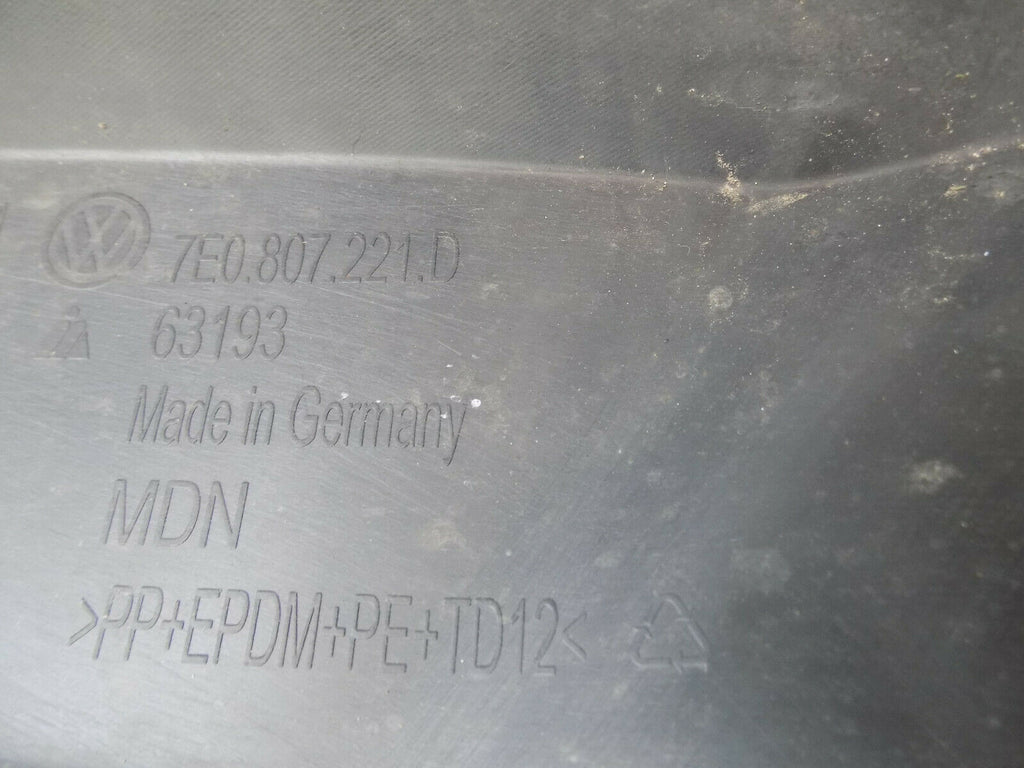 7E0.807.221.D
63193
Made in Germany
MDN
>PP+EPDM+PE+TD12<